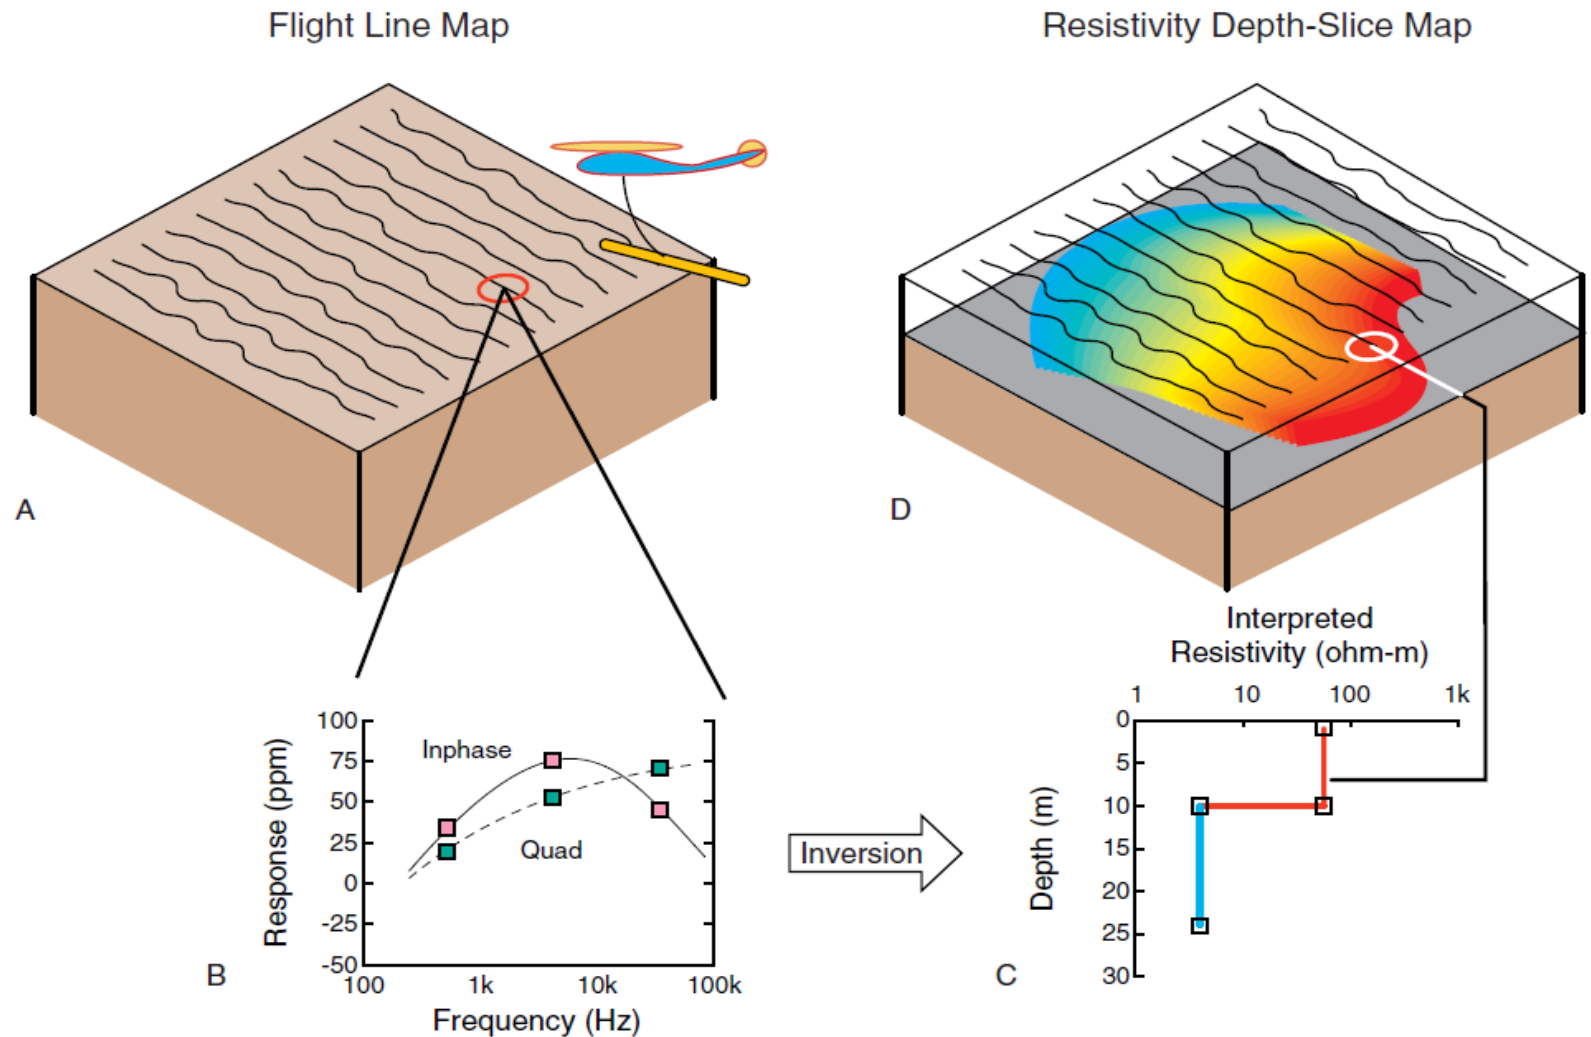 Flight Line Map
Resistivity Depth-Slice Map
A
D
Interpreted
Resistivity (ohm-m)
1 10 100 1k
0
5
10
15
20
25
30
Depth (m)
C
Inversion
100
75
50
25
0
-25
-50
Response (ppm)
Inphase
Quad
B
100 1k 10k 100k
Frequency (Hz)